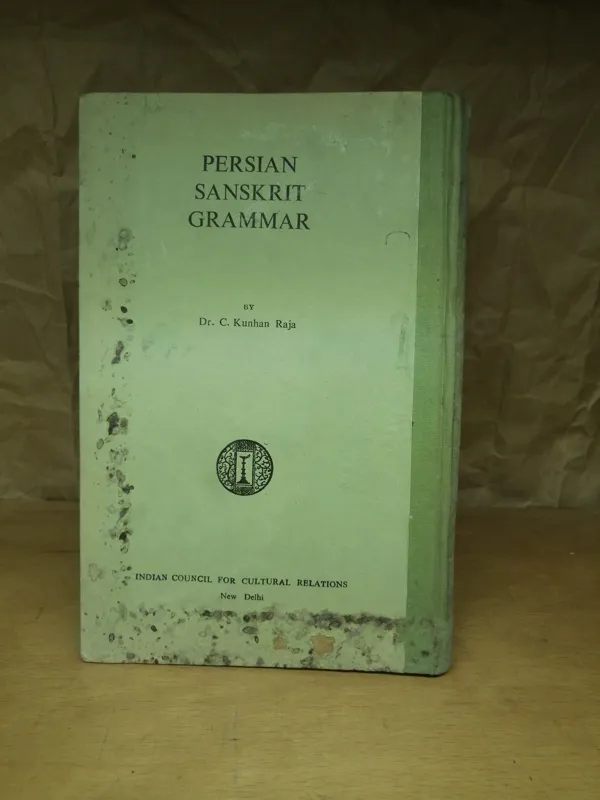 PERSIAN
SANSKRIT
GRAMMAR
BY
Dr. C. Kunhan Raja
INDIAN COUNCIL FOR CULTURAL RELATIONS
New Delhi